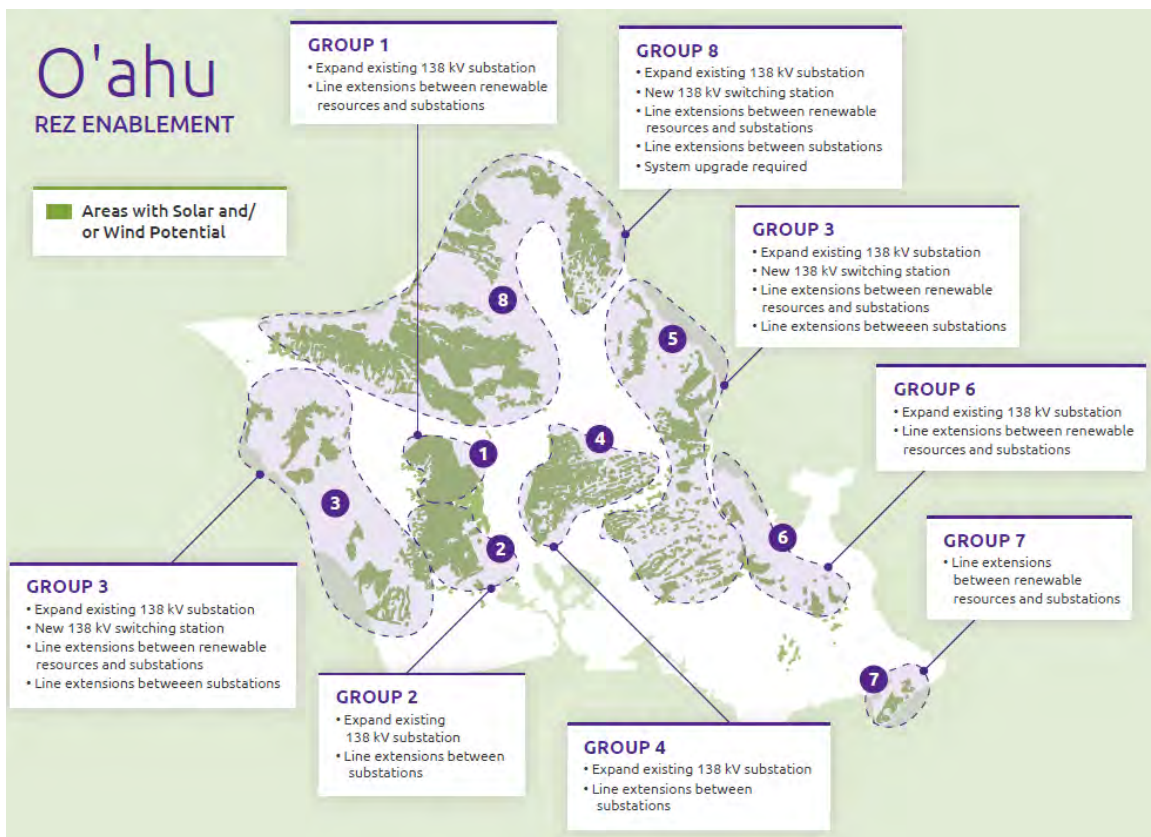 O'ahu
REZ ENABLEMENT
Areas with Solar and/
or Wind Potential
GROUP 1
• Expand existing 138 kV substation
• Line extensions between renewable
resources and substations
GROUP 8
• Expand existing 138 kV substation
• New 138 kV switching station
• Line extensions between renewable
resources and substations
• Line extensions between substations
• System upgrade required
GROUP 3
• Expand existing 138 kV substation
• New 138 kV switching station
• Line extensions between renewable
resources and substations
• Line extensions betweeen substations
GROUP 6
• Expand existing 138 kV substation
• Line extensions between renewable
resources and substations
GROUP 7
• Line extensions
between renewable
resources and substations
8
5
1
4
3
2
6
7
GROUP 3
• Expand existing 138 kV substation
• New 138 kV switching station
• Line extensions between renewable
resources and substations
• Line extensions betweeen substations
GROUP 2
• Expand existing
138 kV substation
• Line extensions between
substations
GROUP 4
• Expand existing 138 kV substation
• Line extensions between
substations